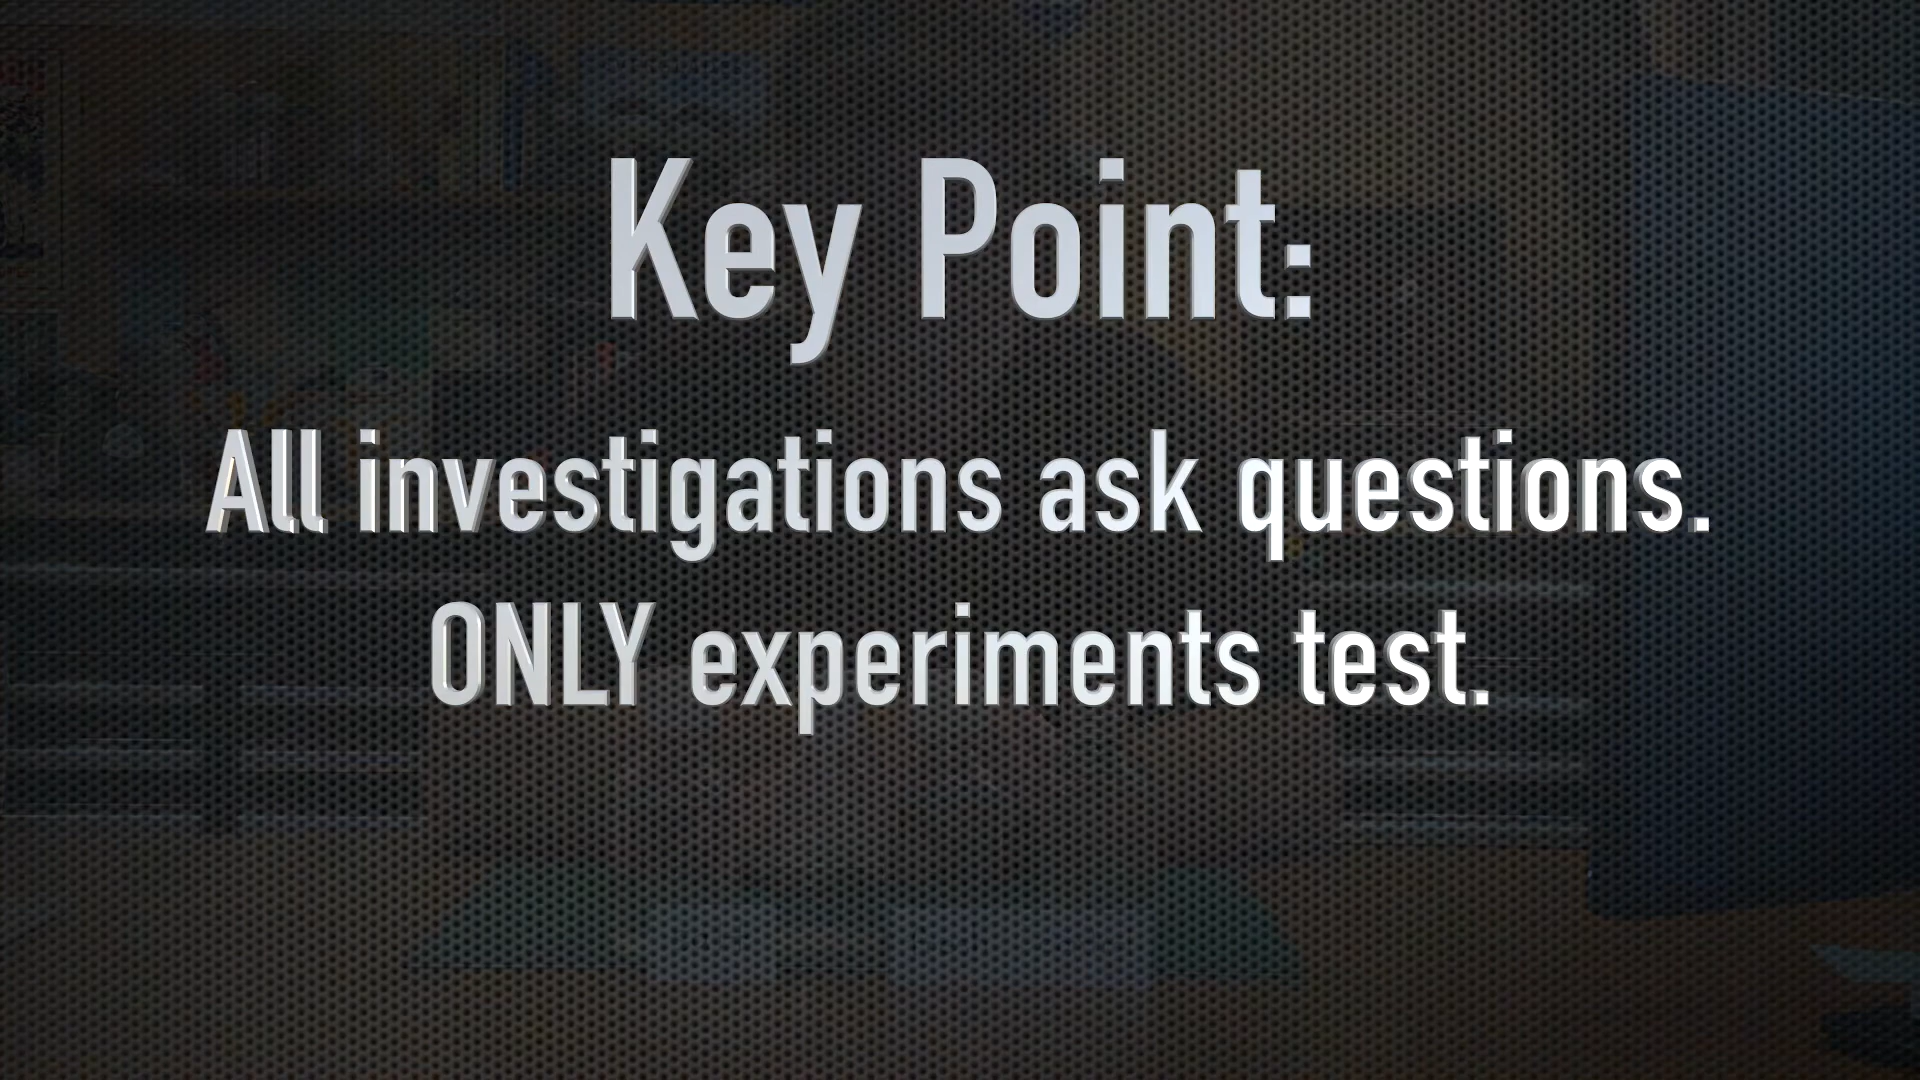 Key Point:
All investigations ask questions.
ONLY experiments test.